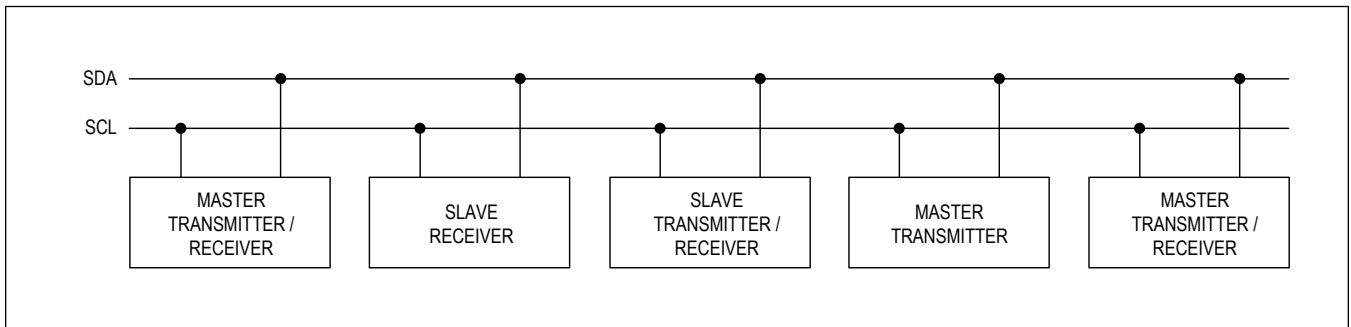 SDA
SCL
MASTER
TRANSMITTER /
RECEIVER
SLAVE
RECEIVER
SLAVE
TRANSMITTER /
RECEIVER
MASTER
TRANSMITTER
MASTER
TRANSMITTER /
RECEIVER